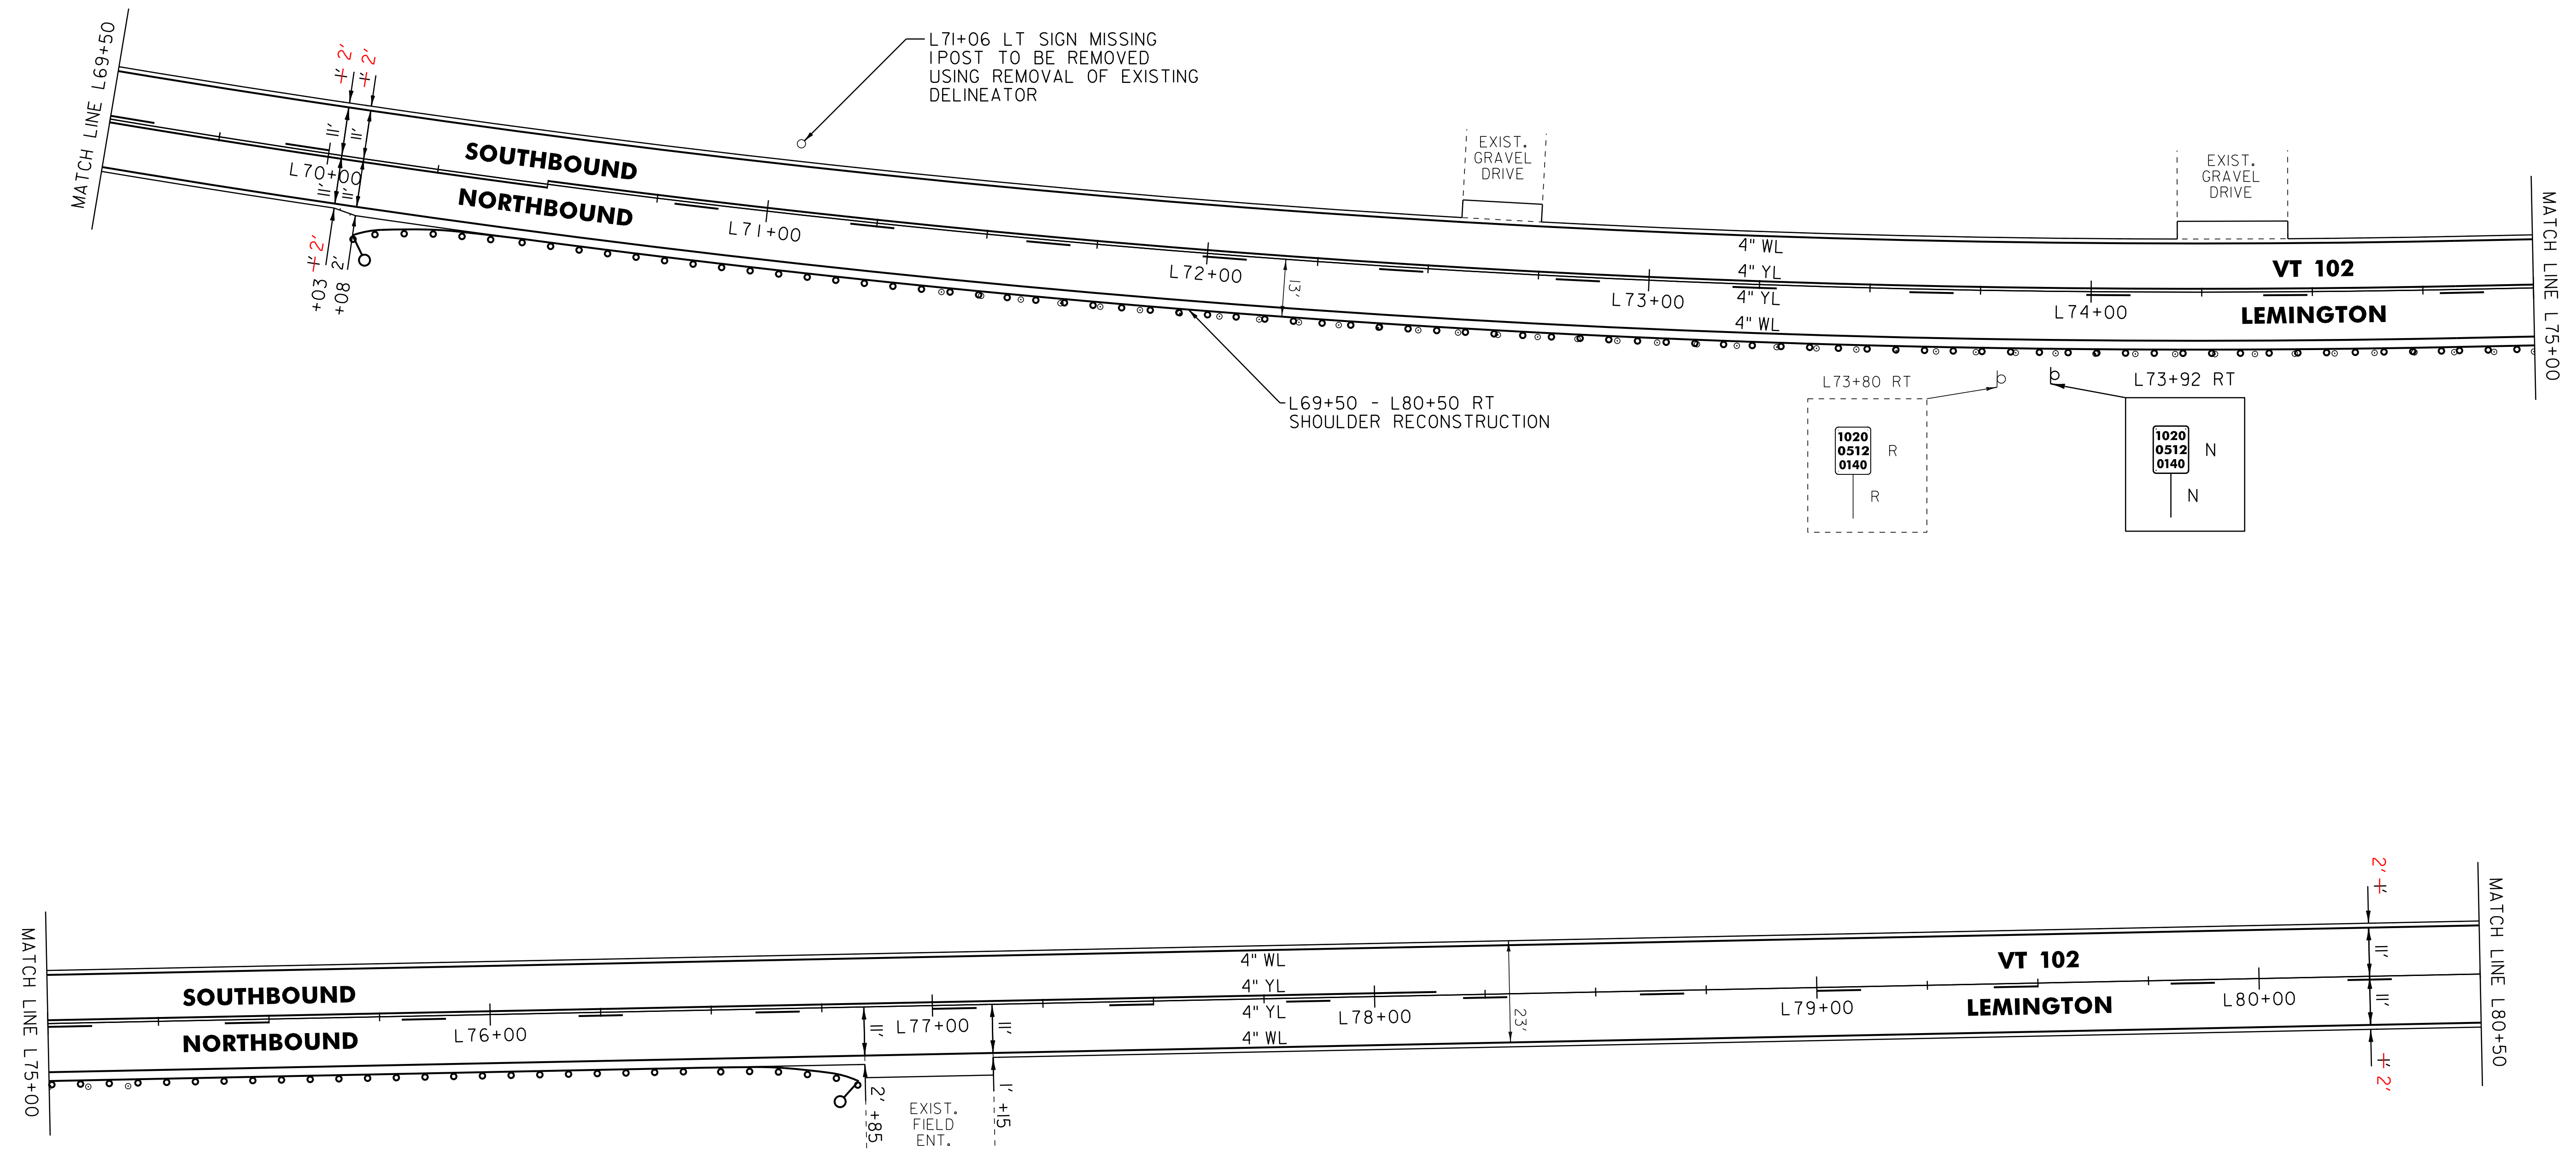 MATCH LINE L69+50
1' 2'
1' 2'
11'
11'
L70+00
11'
11'
+03 1' 2'
+08 2'
SOUTHBOUND
NORTHBOUND
L71+06 LT SIGN MISSING
1POST TO BE REMOVED
USING REMOVAL OF EXISTING
DELINEATOR
L71+00
L72+00
13'
EXIST.
GRAVEL
DRIVE
4" WL
4" YL
4" YL
4" WL
L73+00
L74+00
EXIST.
GRAVEL
DRIVE
VT 102
LEMINGTON
MATCH LINE L75+00
L69+50 - L80+50 RT
SHOULDER RECONSTRUCTION
L73+80 RT
1020
0512
0140
R
R
L73+92 RT
1020
0512
0140
N
N
MATCH LINE L75+00
SOUTHBOUND
NORTHBOUND
L76+00
11'
L77+00
11'
2' +85
EXIST.
FIELD
ENT.
1' +15
4" WL
4" YL
4" YL
4" WL
L78+00
23'
L79+00
VT 102
LEMINGTON
L80+00
2' 1'
11'
11'
1' 2'
MATCH LINE L80+50